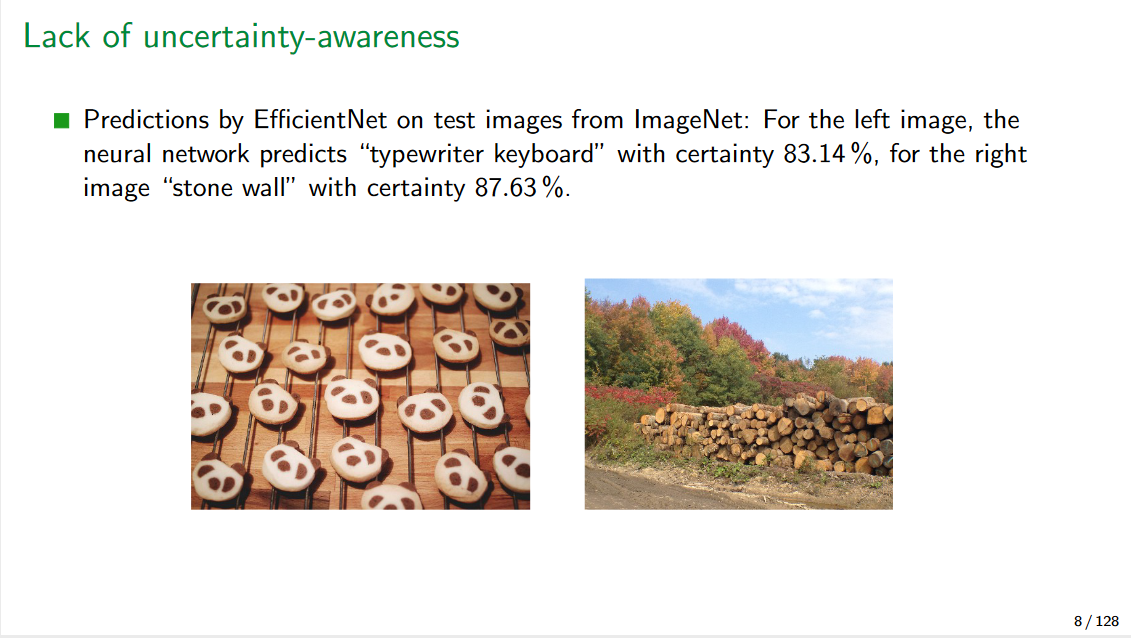 Lack of uncertainty-awareness
Predictions by EfficientNet on test images from ImageNet: For the left image, the
neural network predicts “typewriter keyboard” with certainty 83.14 %, for the right
image “stone wall” with certainty 87.63 %.
8 / 128